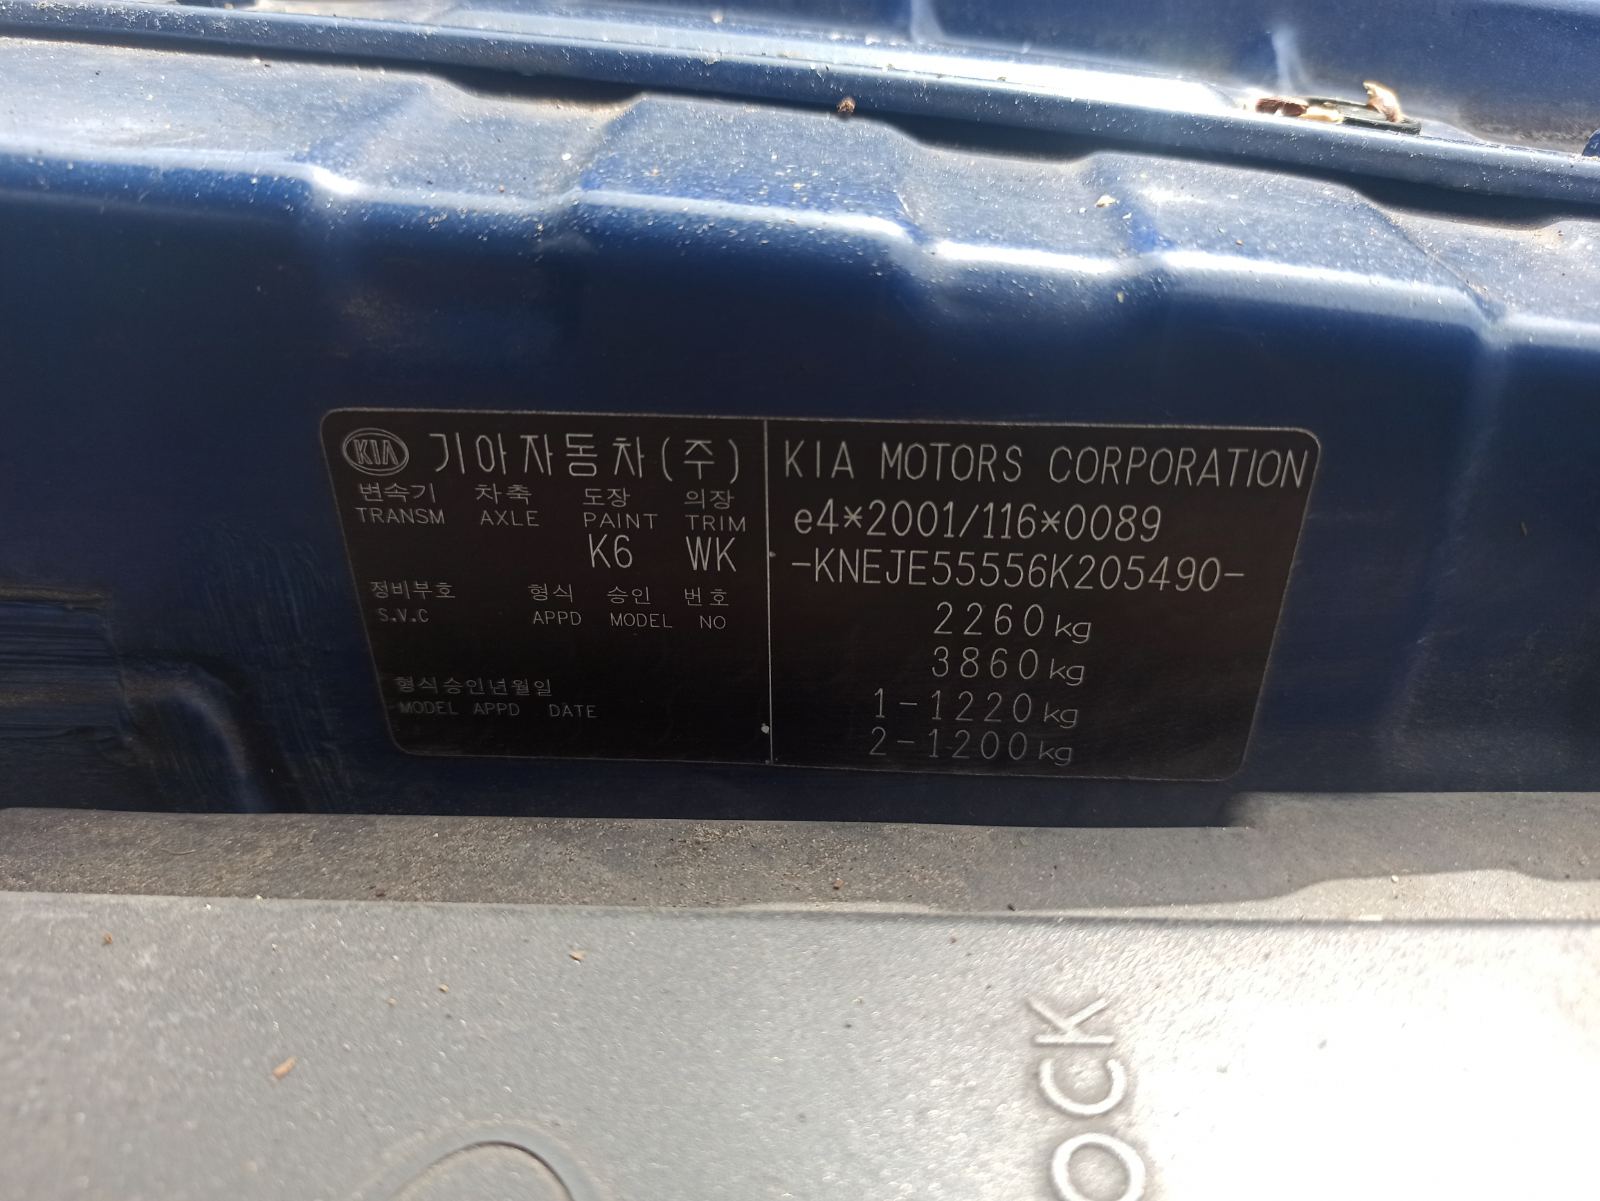 KIA 기아자동차(주)
변속기 차축 도장 의장
TRANSM AXLE PAINT TRIM
K6 WK
정비부호 형식 승인 번호
S.V.C APPD MODEL NO
형식승인년월일
MODEL APPD DATE
KIA MOTORS CORPORATION
e4*2001/116*0089
-KNEJE55556K205490-
2260kg
3860kg
1-1220kg
2-1200kg
OCK